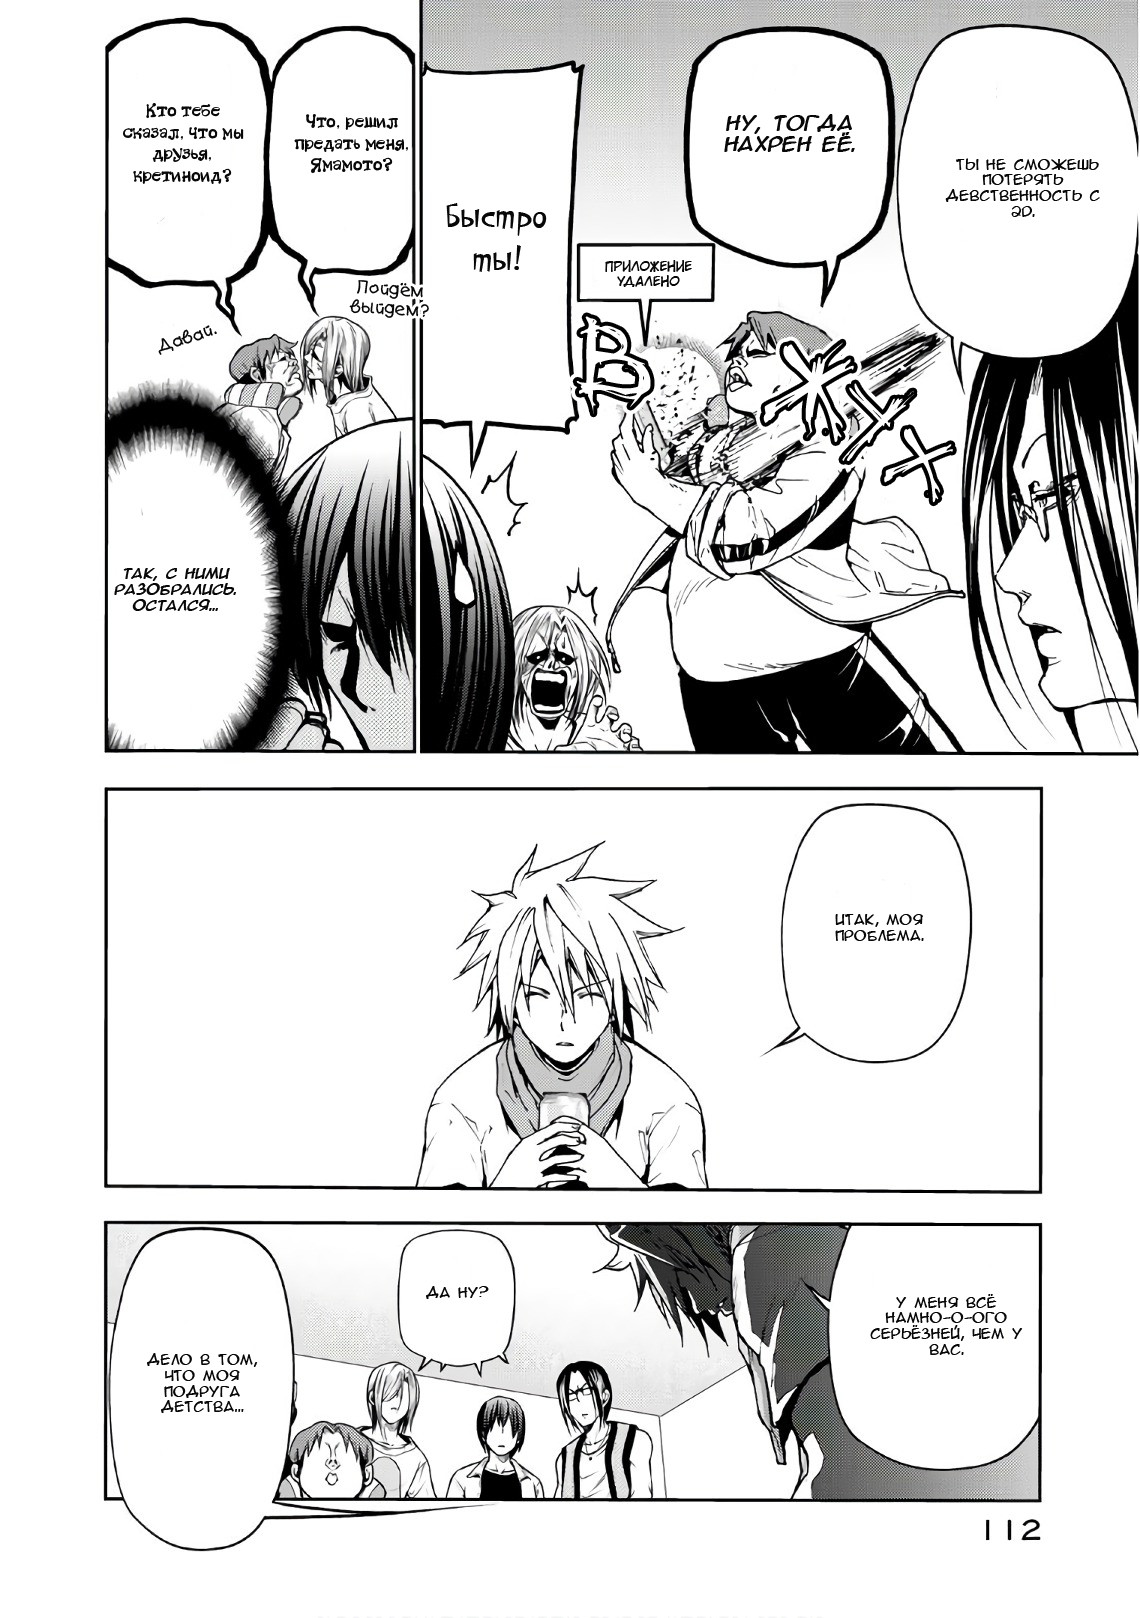 ТЫ НЕ СМОЖЕШЬ
ПОТЕРЯТЬ
ДЕВСТВЕННОСТЬ С
2D.
НУ, ТОГДА
НАХРЕН ЕЁ.
ПРИЛОЖЕНИЕ
УДАЛЕНО
ВЖУХ
Быстро
ты!
Что, решил
предать меня,
Ямамото?
Кто тебе
сказал, что мы
друзья,
кретиноид?
Пойдём
выйдем?
Давай.
ТАК, С НИМИ
РАЗОБРАЛИСЬ.
ОСТАЛСЯ...
ИТАК, МОЯ
ПРОБЛЕМА.
У МЕНЯ ВСЁ
НАМНО-О-ОГО
СЕРЬЁЗНЕЙ, ЧЕМ У
ВАС.
ДА НУ?
ДЕЛО В ТОМ,
ЧТО МОЯ
ПОДРУГА
ДЕТСТВА...
112